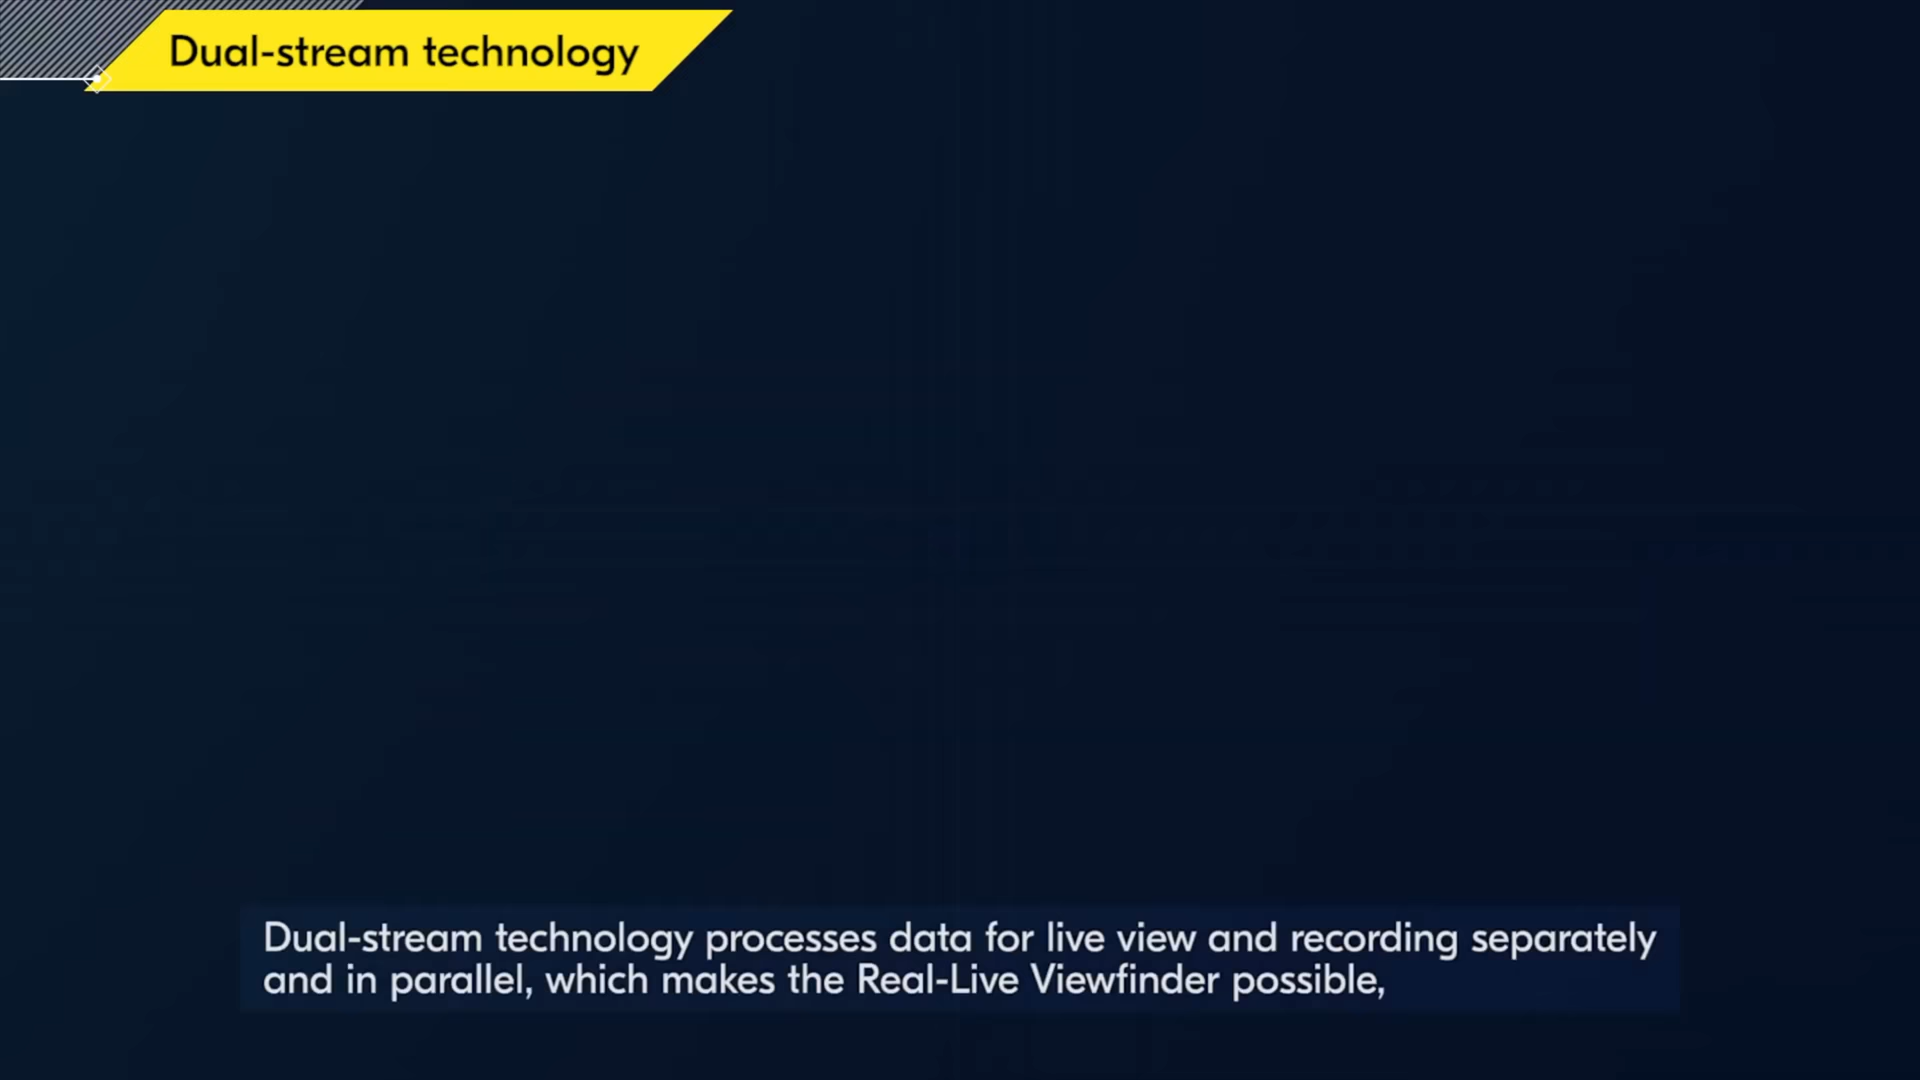 Dual-stream technology
Dual-stream technology processes data for live view and recording separately
and in parallel, which makes the Real-Live Viewfinder possible,